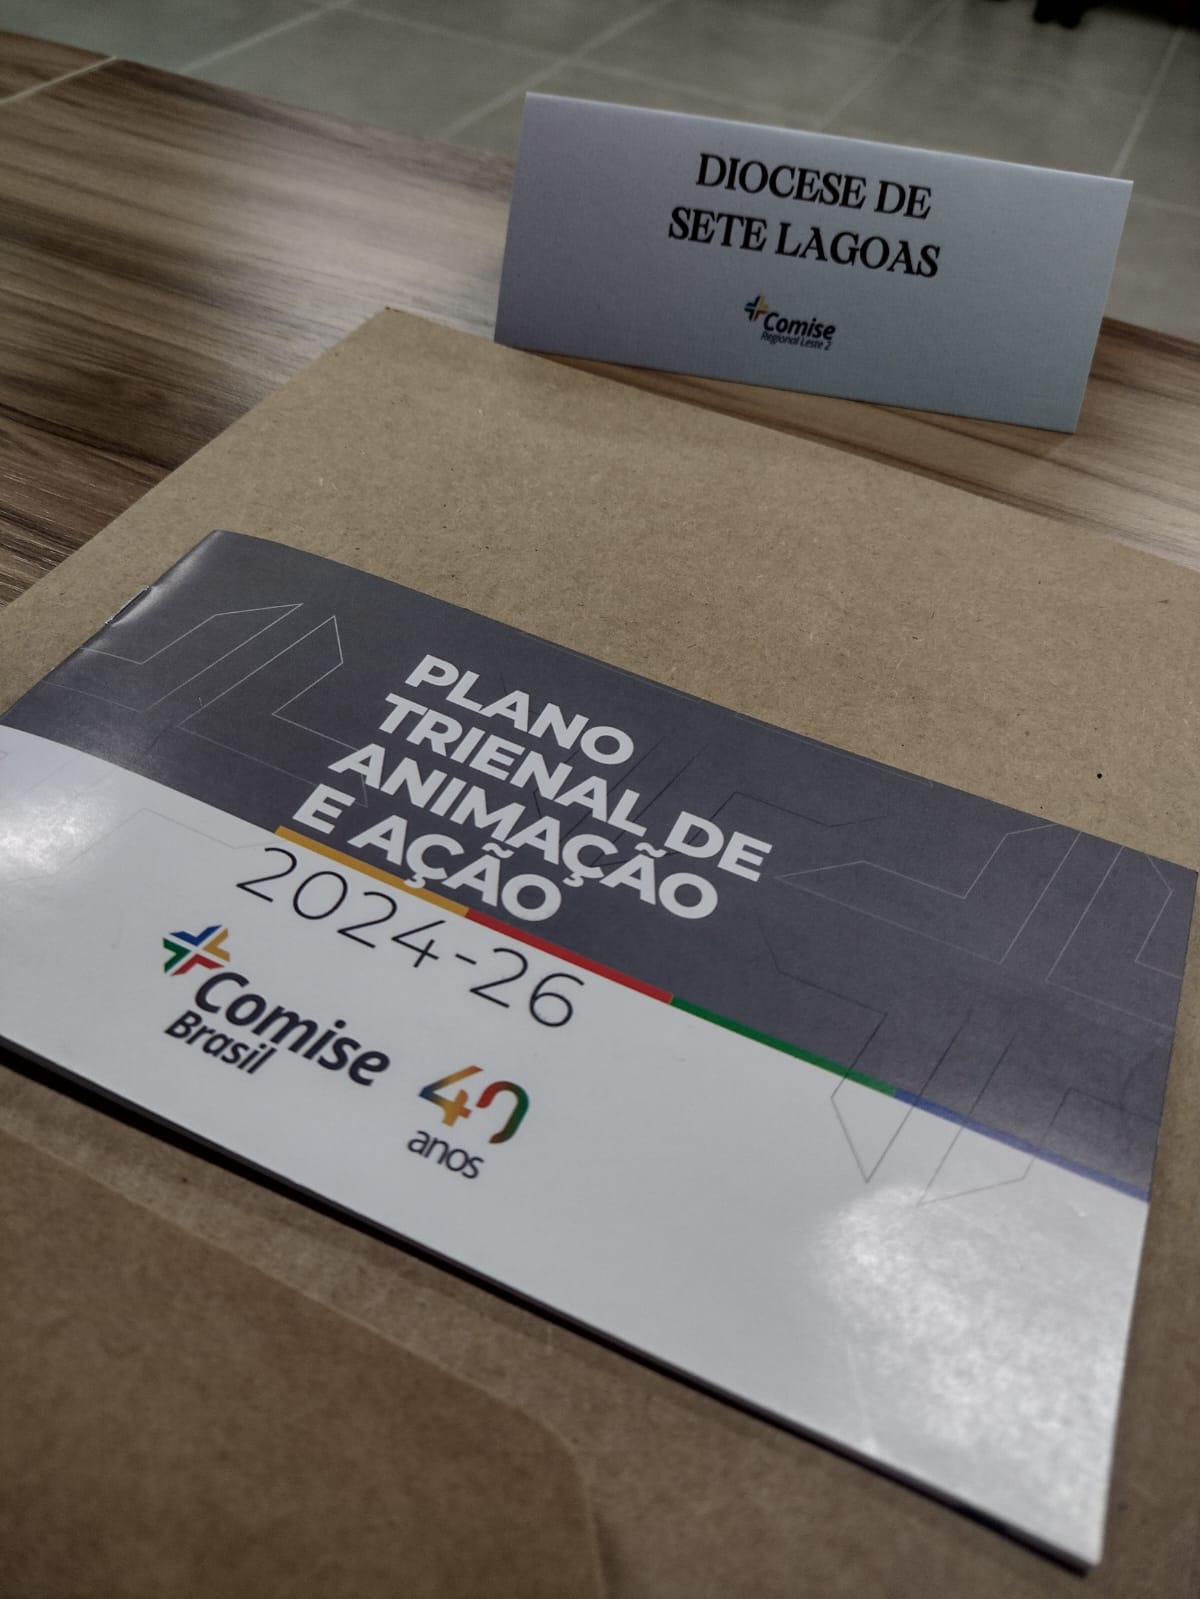 DIOCESE DE
SETE LAGOAS
Comise
Regional Leste 2
PLANO
TRIENAL DE
ANIMAÇÃO
E AÇÃO
2024-26
Comise
Brasil
40
anos